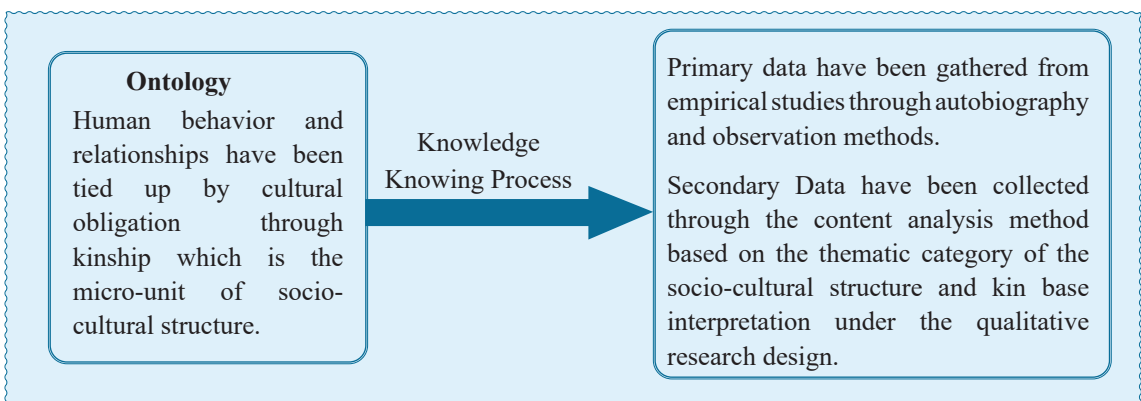 Ontology
Human behavior and
relationships have been
tied up by cultural
obligation through
kinship which is the
micro-unit of socio-
cultural structure.
Knowledge
Knowing Process
Primary data have been gathered from
empirical studies through autobiography
and observation methods.
Secondary Data have been collected
through the content analysis method
based on the thematic category of the
socio-cultural structure and kin base
interpretation under the qualitative
research design.